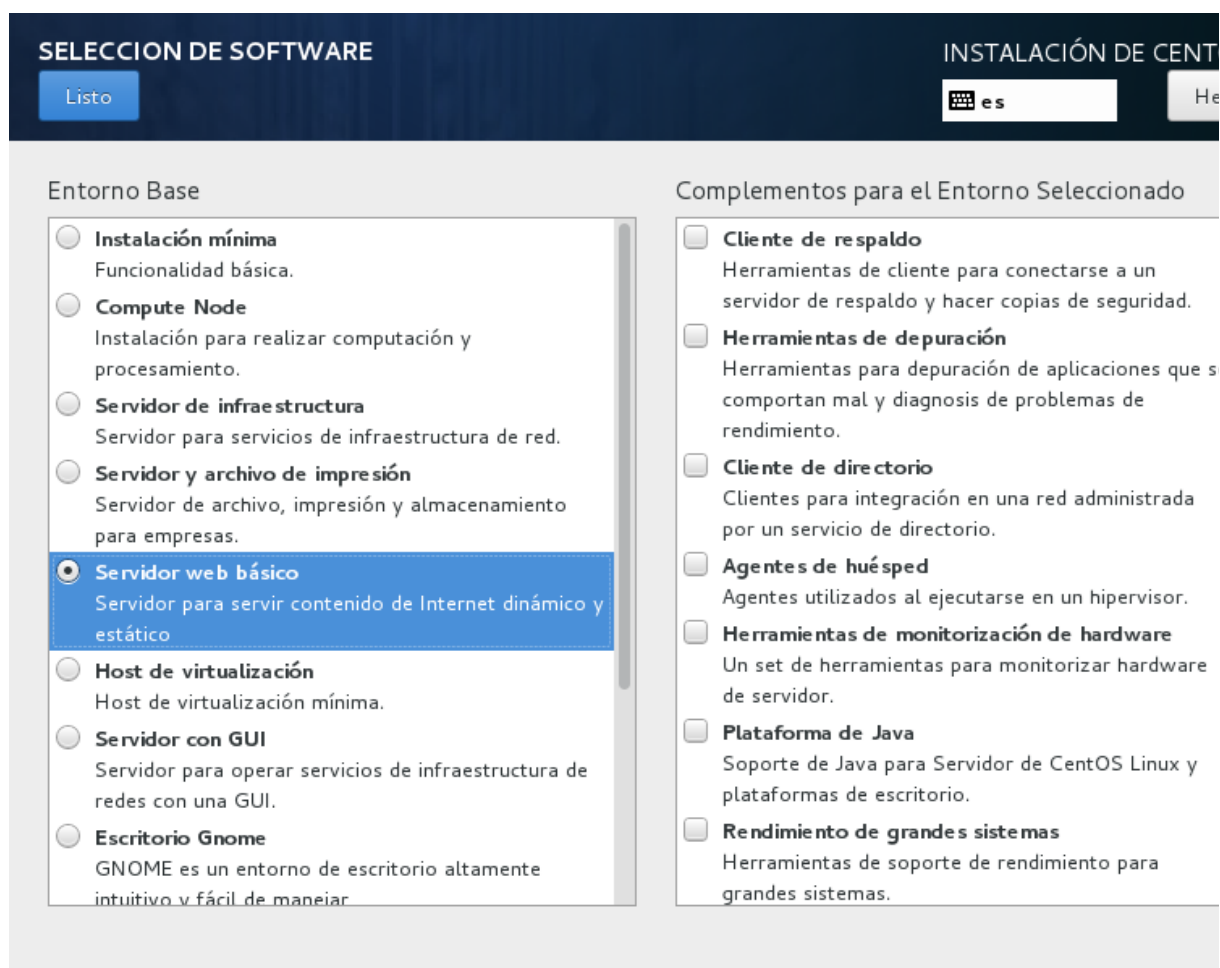 SELECCION DE SOFTWARE
Listo
INSTALACIÓN DE CENT
es
He
Entorno Base
Instalación mínima
Funcionalidad básica.
Compute Node
Instalación para realizar computación y
procesamiento.
Servidor de infraestructura
Servidor para servicios de infraestructura de red.
Servidor y archivo de impresión
Servidor de archivo, impresión y almacenamiento
para empresas.
Servidor web básico
Servidor para servir contenido de Internet dinámico y
estático
Host de virtualización
Host de virtualización mínima.
Servidor con GUI
Servidor para operar servicios de infraestructura de
redes con una GUI.
Escritorio Gnome
GNOME es un entorno de escritorio altamente
intuitivo y fácil de manejar
Complementos para el Entorno Seleccionado
Cliente de respaldo
Herramientas de cliente para conectarse a un
servidor de respaldo y hacer copias de seguridad.
Herramientas de depuración
Herramientas para depuración de aplicaciones que s
comportan mal y diagnosis de problemas de
rendimiento.
Cliente de directorio
Clientes para integración en una red administrada
por un servicio de directorio.
Agentes de huésped
Agentes utilizados al ejecutarse en un hipervisor.
Herramientas de monitorización de hardware
Un set de herramientas para monitorizar hardware
de servidor.
Plataforma de Java
Soporte de Java para Servidor de CentOS Linux y
plataformas de escritorio.
Rendimiento de grandes sistemas
Herramientas de soporte de rendimiento para
grandes sistemas.